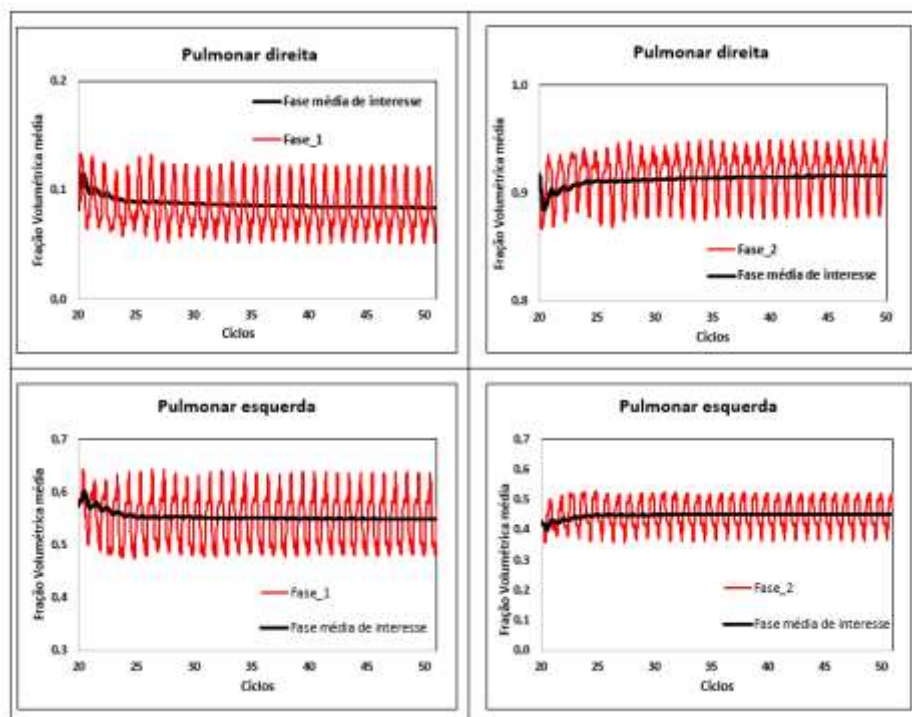 Pulmonar direita
Fração Volumétrica média
0,2
0,1
0,0
Fase média de interesse
Fase_1
20 25 30 35 40 45 50
Ciclos
Pulmonar direita
Fração Volumétrica média
1,0
0,9
0,8
Fase_2
Fase média de interesse
20 25 30 35 40 45 50
Ciclos
Pulmonar esquerda
Fração Volumétrica média
0,7
0,6
0,5
0,4
0,3
Fase_1
Fase média de interesse
20 25 30 35 40 45 50
Ciclos
Pulmonar esquerda
Fração Volumétrica média
0,7
0,6
0,5
0,4
0,3
0,2
0,1
0,0
Fase_2
Fase média de interesse
20 25 30 35 40 45 50
Ciclos